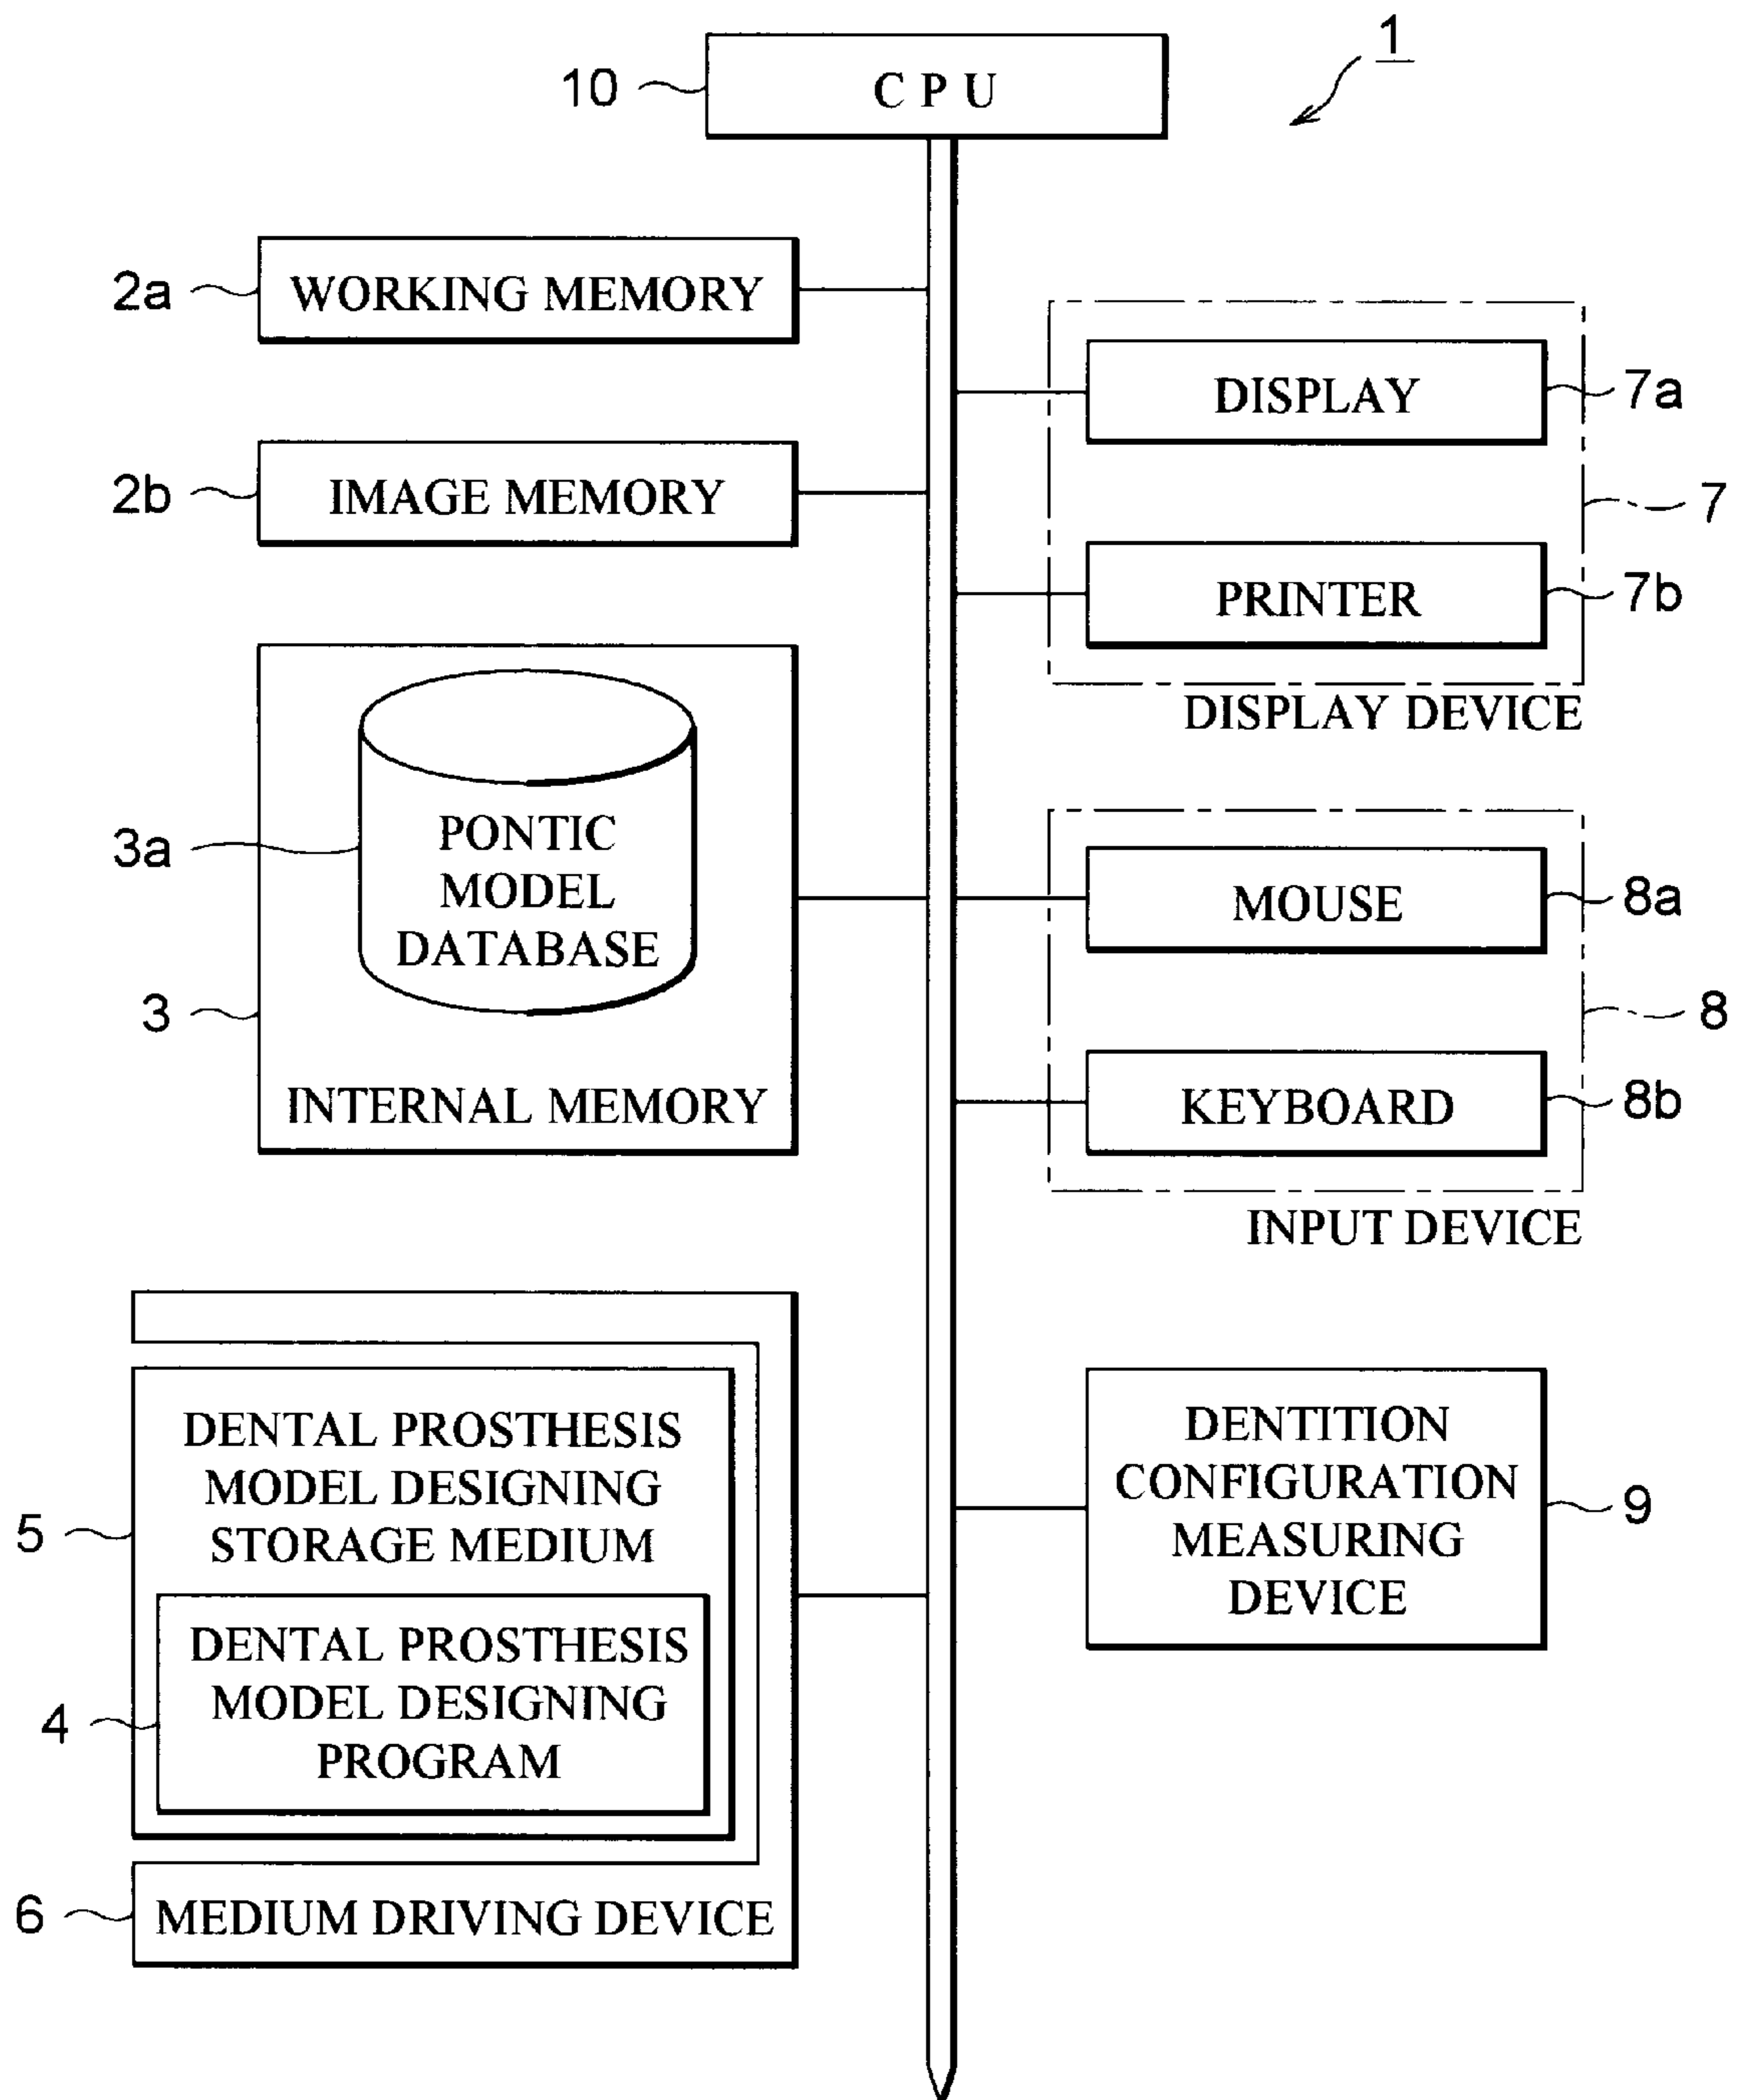 1
10
C P U
2a
WORKING MEMORY
DISPLAY
7a
2b
IMAGE MEMORY
7
PRINTER
7b
DISPLAY DEVICE
3a
PONTIC
MODEL
DATABASE
MOUSE
8a
3
8
INTERNAL MEMORY
KEYBOARD
8b
INPUT DEVICE
5
DENTAL PROSTHESIS
MODEL DESIGNING
STORAGE MEDIUM
DENTITION
CONFIGURATION
MEASURING
DEVICE
9
4
DENTAL PROSTHESIS
MODEL DESIGNING
PROGRAM
6
MEDIUM DRIVING DEVICE